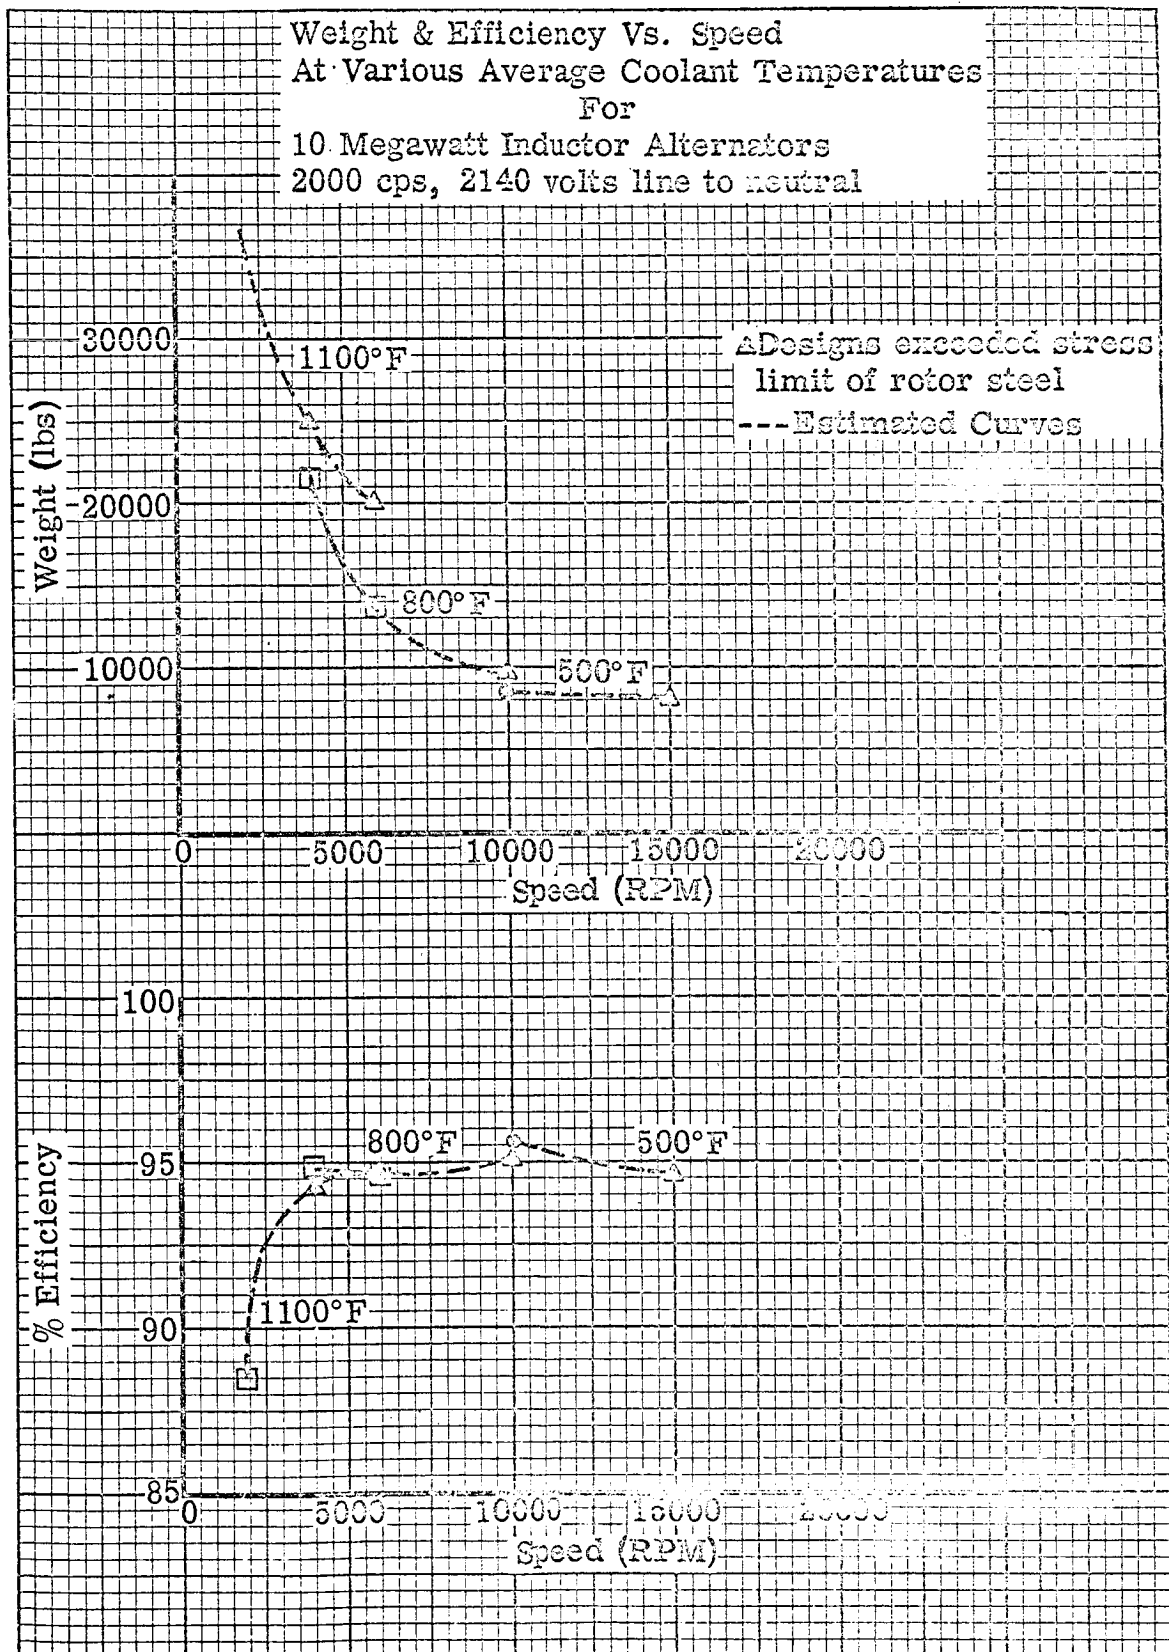 Weight & Efficiency Vs. Speed
At Various Average Coolant Temperatures
For
10 Megawatt Inductor Alternators
2000 cps, 2140 volts line to neutral
30000
1100°F
△Designs exceeded stress
limit of rotor steel
---Estimated Curves
Weight (lbs)
20000
800°F
10000
500°F
0 5000 10000 15000 20000
Speed (RPM)
100
800°F 500°F
95
% Efficiency
1100°F
90
85
0 5000 10000 15000 20000
Speed (RPM)